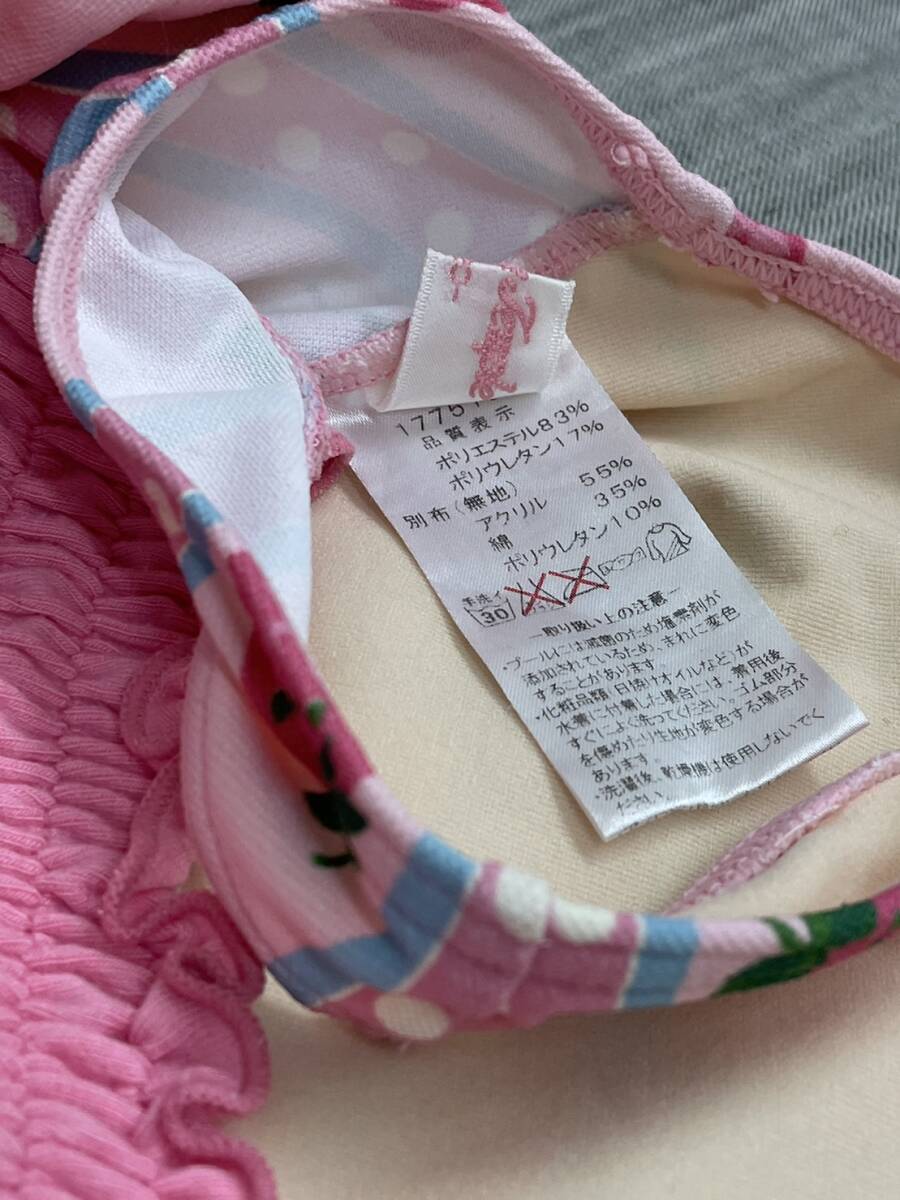 1775
品質表示
ポリエステル83%
ポリウレタン17%
別布(無地)
アクリル 55%
綿 35%
ポリウレタン10%
手洗イ
30
ー取り扱い上の注意ー
・プールには滅菌のため塩素剤が
添加されているため、まれに変色
することがあります。
・化粧品類(日焼けオイルなど)が
水着に付着した場合には、着用後
すぐによく洗ってください。ゴム部分
を傷めたり生地が変色する場合が
あります。
・洗濯後、乾燥機は使用しないでく
ださい。